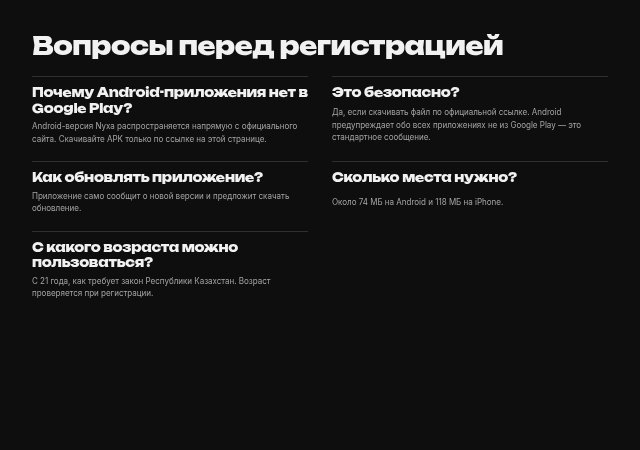 Вопросы перед регистрацией
Почему Android-приложения нет в
Google Play?
Android-версия Nyxa распространяется напрямую с официального
сайта. Скачивайте APK только по ссылке на этой странице.
Это безопасно?
Да, если скачивать файл по официальной ссылке. Android
предупреждает обо всех приложениях не из Google Play — это
стандартное сообщение.
Как обновлять приложение?
Приложение само сообщит о новой версии и предложит скачать
обновление.
Сколько места нужно?
Около 74 МБ на Android и 118 МБ на iPhone.
С какого возраста можно
пользоваться?
С 21 года, как требует закон Республики Казахстан. Возраст
проверяется при регистрации.